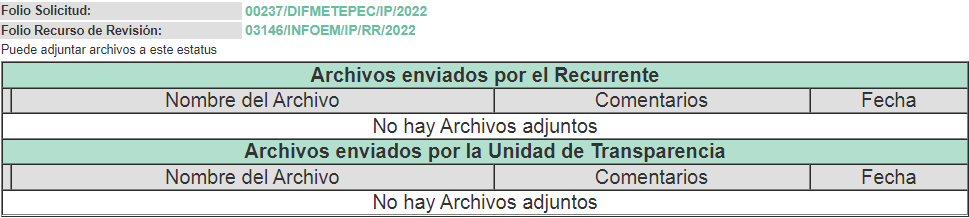 Folio Solicitud: 00237/DIFMETEPEC/IP/2022
Folio Recurso de Revisión: 03146/INFOEM/IP/RR/2022
Puede adjuntar archivos a este estatus
Archivos enviados por el Recurrente
Nombre del Archivo Comentarios Fecha
No hay Archivos adjuntos
Archivos enviados por la Unidad de Transparencia
Nombre del Archivo Comentarios Fecha
No hay Archivos adjuntos